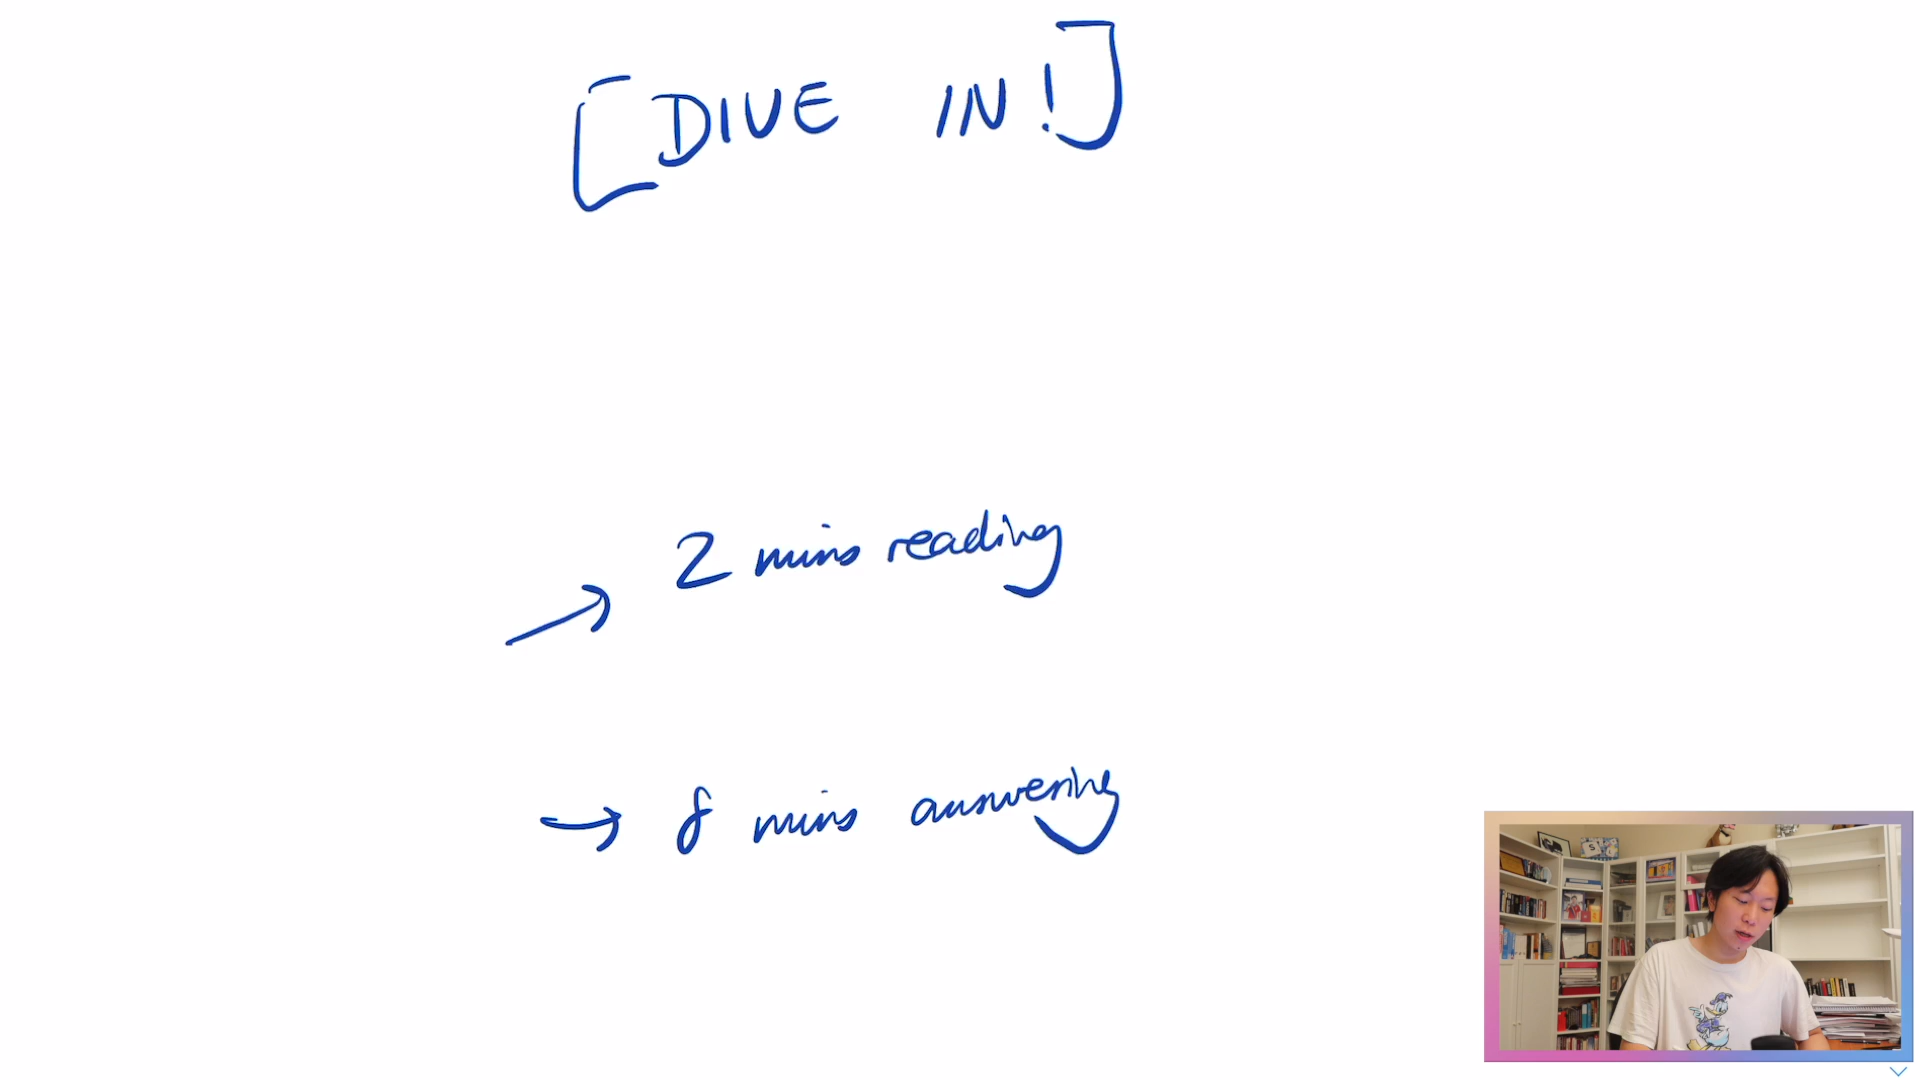 [DIVE IN!]
→ 2 mins reading
→ 8 mins answering